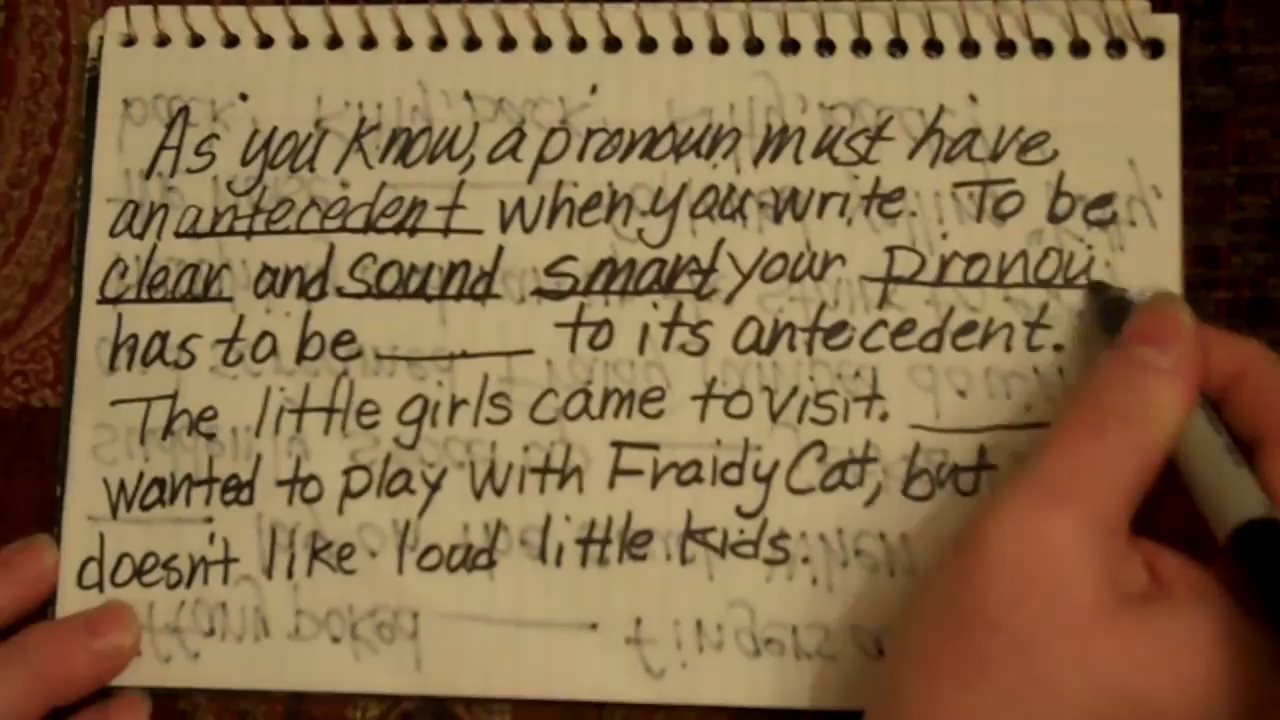 As you know, a pronoun must have
an antecedent when you write. To be
clear and sound smart your pronou
has to be ____ to its antecedent.
The little girls came to visit. ____
wanted to play with Fraidy Cat, but
____ doesn't like loud little kids.